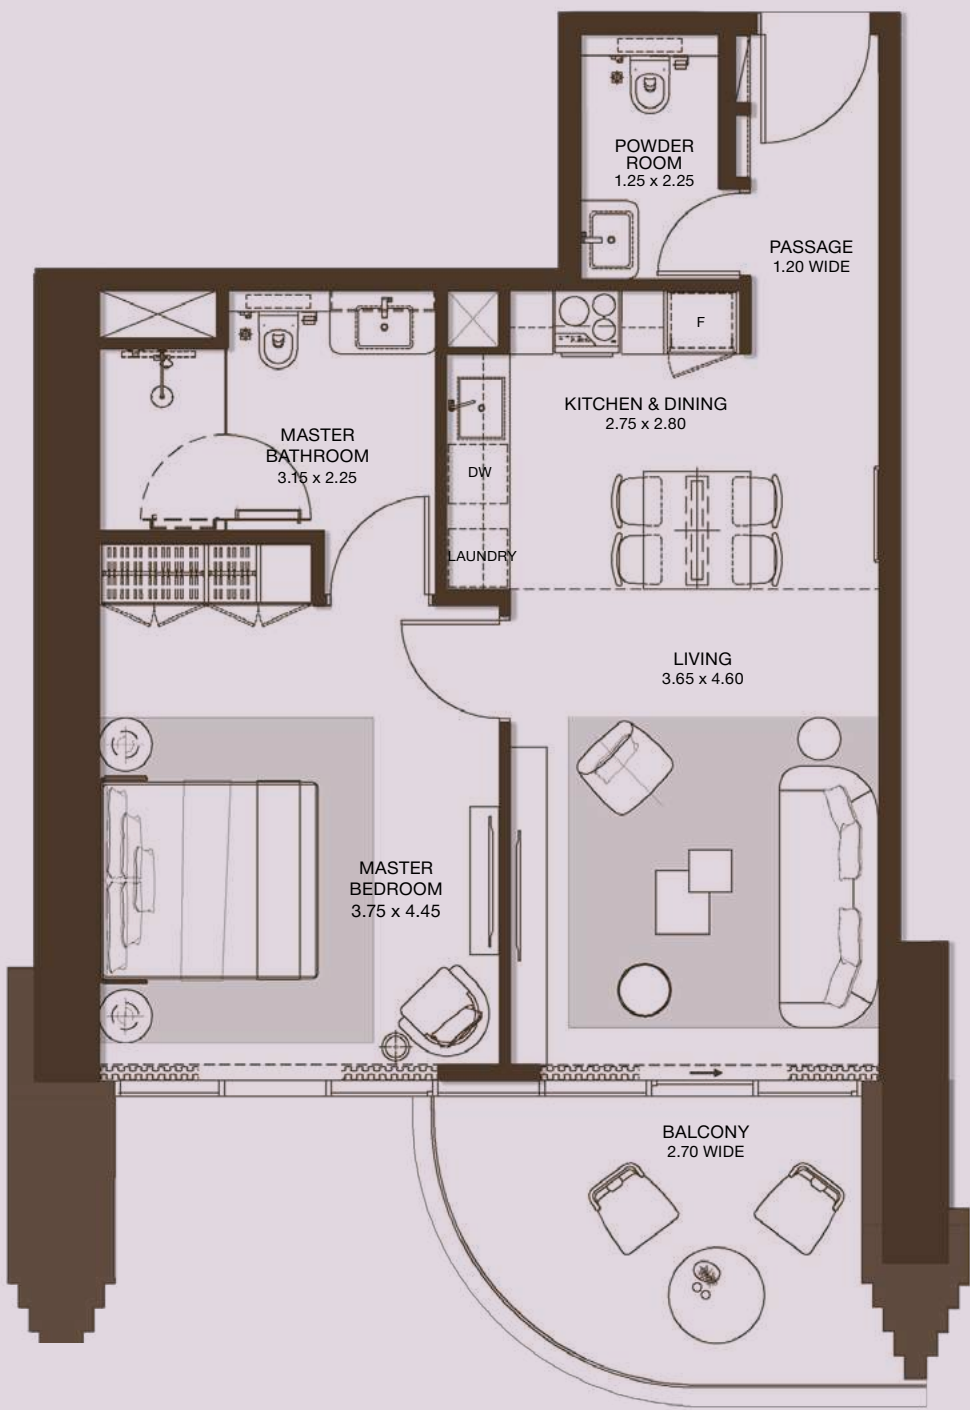 POWDER
ROOM
1.25 x 2.25
PASSAGE
1.20 WIDE
F
KITCHEN & DINING
2.75 x 2.80
MASTER
BATHROOM
3.15 x 2.25
DW
LAUNDRY
LIVING
3.65 x 4.60
MASTER
BEDROOM
3.75 x 4.45
BALCONY
2.70 WIDE